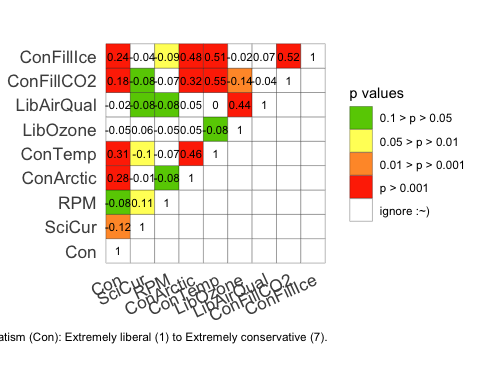 ConFillIce 0.24 -0.04 -0.09 0.48 0.51 -0.02 0.07 0.52 1
ConFillCO2 0.18 -0.08 -0.07 0.32 0.55 -0.14 -0.04 1
LibAirQual -0.02 -0.08 -0.08 0.05 0 0.44 1
LibOzone -0.05 0.06 -0.05 0.05 -0.08 1
ConTemp 0.31 -0.1 -0.07 0.46 1
ConArctic 0.28 -0.01 -0.08 1
RPM -0.08 0.11 1
SciCur -0.12 1
Con 1
Con SciCur RPM ConArctic ConTemp LibOzone LibAirQual ConFillCO2 ConFillIce
p values
0.1 > p > 0.05
0.05 > p > 0.01
0.01 > p > 0.001
p > 0.001
ignore :~)
atism (Con): Extremely liberal (1) to Extremely conservative (7).